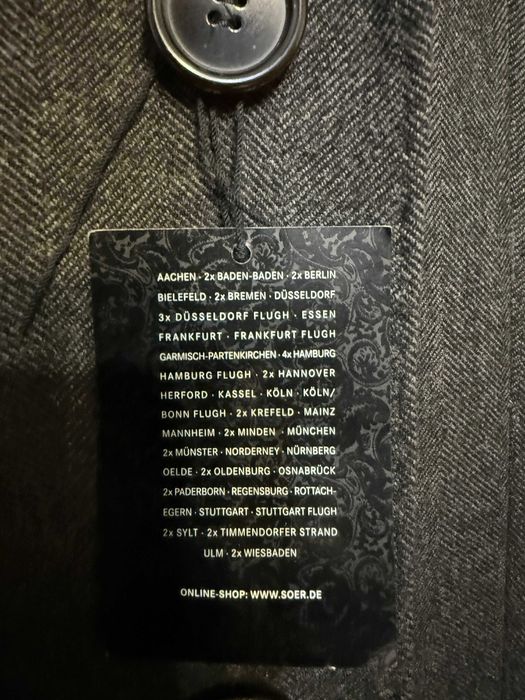 AACHEN · 2x BADEN-BADEN · 2x BERLIN
BIELEFELD · 2x BREMEN · DÜSSELDORF
3x DÜSSELDORF FLUGH · ESSEN
FRANKFURT · FRANKFURT FLUGH
GARMISCH-PARTENKIRCHEN · 4x HAMBURG
HAMBURG FLUGH · 2x HANNOVER
HERFORD · KASSEL · KÖLN · KÖLN/
BONN FLUGH · 2x KREFELD · MAINZ
MANNHEIM · 2x MINDEN · MÜNCHEN
2x MÜNSTER · NORDERNEY · NÜRNBERG
OELDE · 2x OLDENBURG · OSNABRÜCK
2x PADERBORN · REGENSBURG · ROTTACH-
EGERN · STUTTGART · STUTTGART FLUGH
2x SYLT · 2x TIMMENDORFER STRAND
ULM · 2x WIESBADEN
ONLINE-SHOP: WWW.SOER.DE